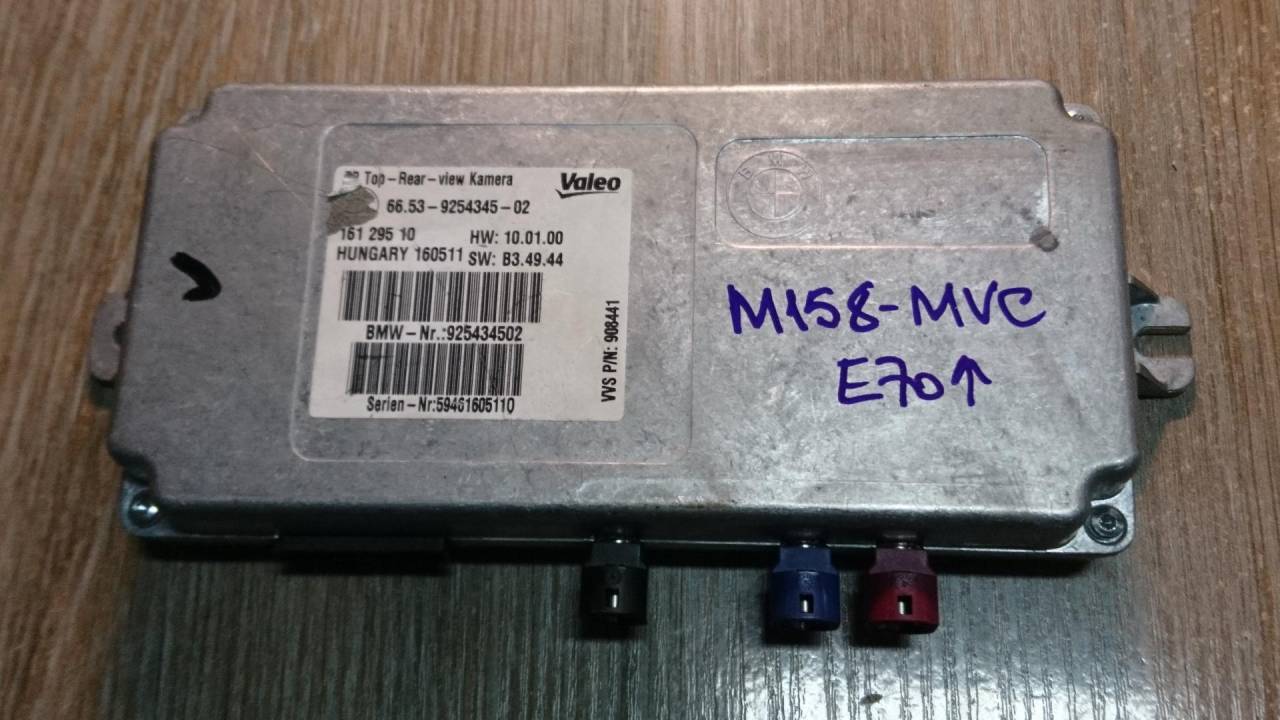 Top-Rear-view Kamera
Valeo
66.53-9254345-02
161 295 10
HW: 10.01.00
HUNGARY 160511
SW: B3.49.44
BMW-Nr.:925434502
Serien-Nr:59461605110
VVS P/N: 908441
BMW
M158-MVC
E70↑